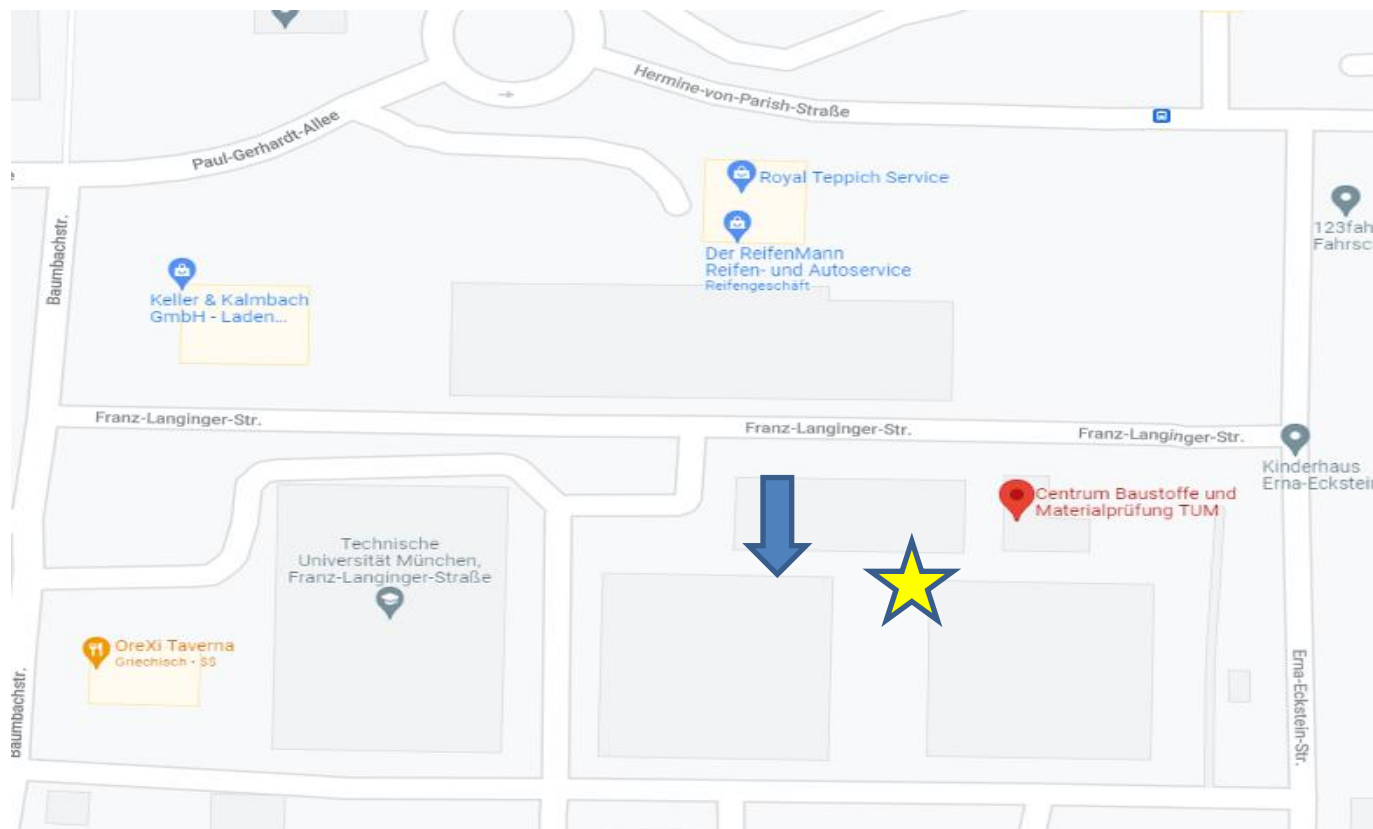 Hermine-von-Parish-Straße
Paul-Gerhardt-Allee
Royal Teppich Service
Baumbachstr.
123fah
Fahrsc
Der ReifenMann
Reifen- und Autoservice
Reifengeschäft
Keller & Kalmbach
GmbH - Laden...
Franz-Langinger-Str.
Franz-Langinger-Str.
Franz-Langinger-Str.
Kinderhaus
Erna-Eckstein
Centrum Baustoffe und
Materialprüfung TUM
Technische
Universität München,
Franz-Langinger-Straße
OreXi Taverna
Griechisch • $$
Baumbachstr.
Erna-Eckstein-Str.